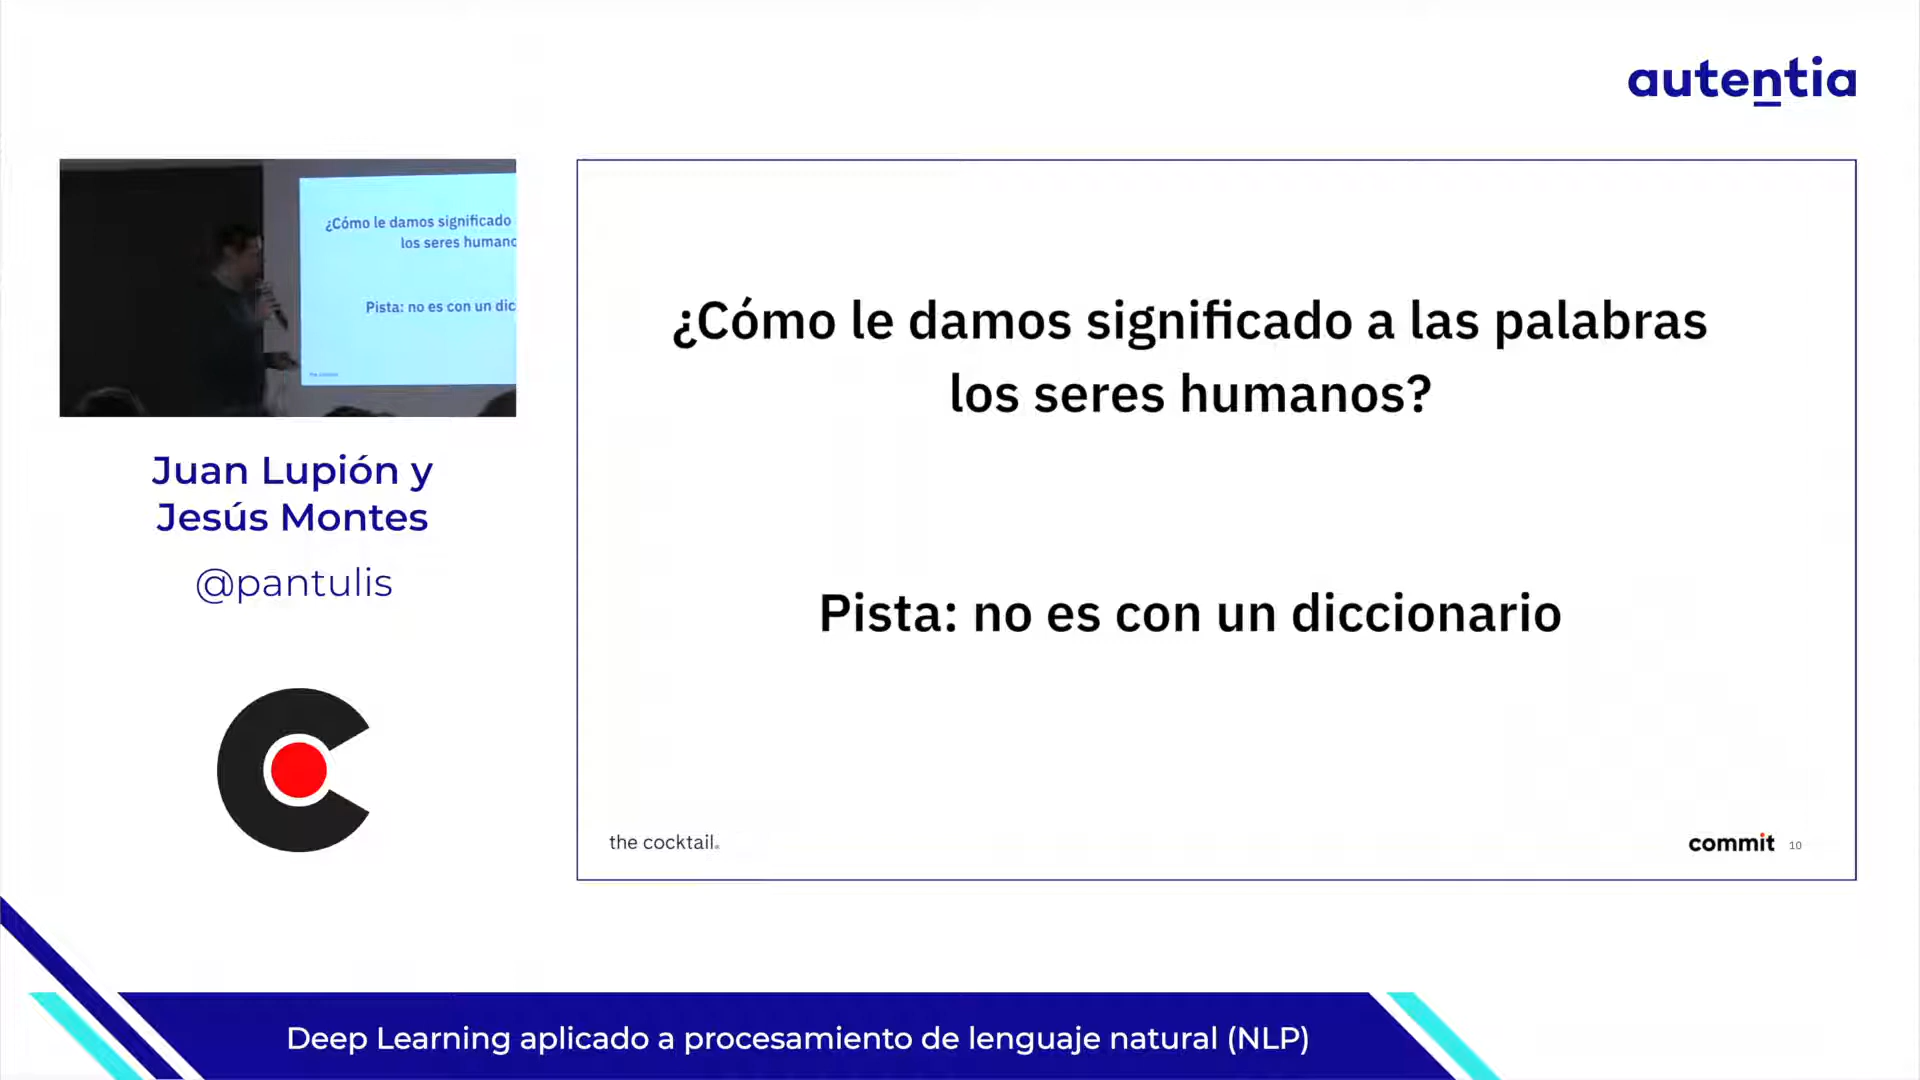 autentia
¿Cómo le damos significado
los seres humano
Pista: no es con un dic
Juan Lupión y
Jesús Montes
@pantulis
¿Cómo le damos significado a las palabras
los seres humanos?
Pista: no es con un diccionario
the cocktail.
commit 10
Deep Learning aplicado a procesamiento de lenguaje natural (NLP)